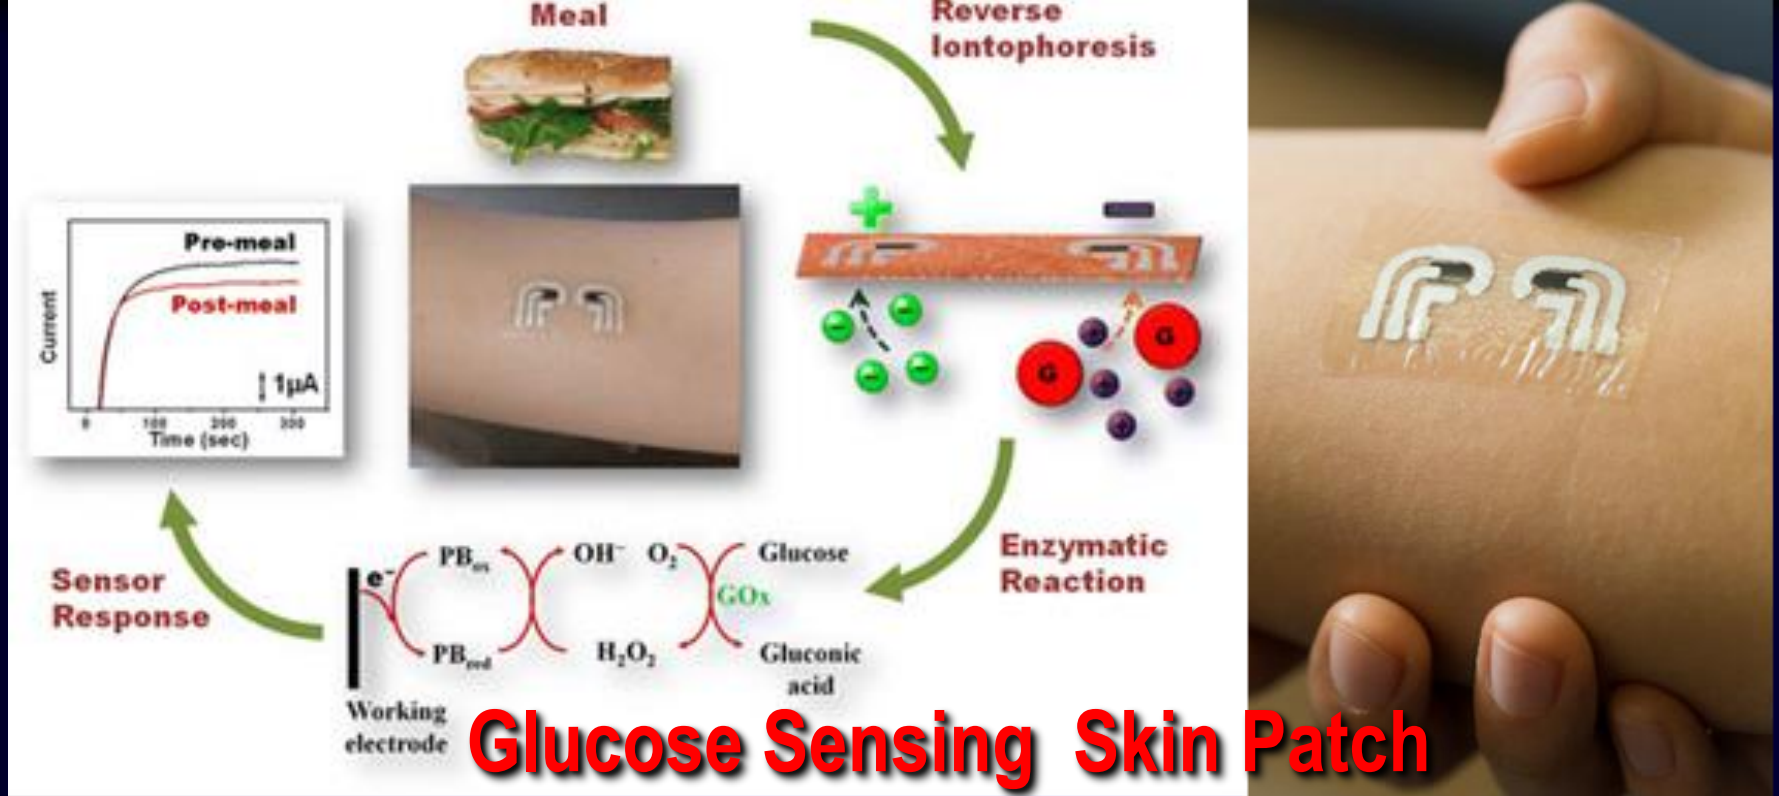 Meal
Reverse
Iontophoresis
Pre-meal
Post-meal
Current
1µA
0 100 200 300
Time (sec)
+
−
− − − −
G G
+ + + +
Enzymatic
Reaction
Sensor
Response
e⁻
PBox OH⁻ O₂ Glucose
GOx
PBred H₂O₂ Gluconic
acid
Working
electrode
Glucose Sensing Skin Patch